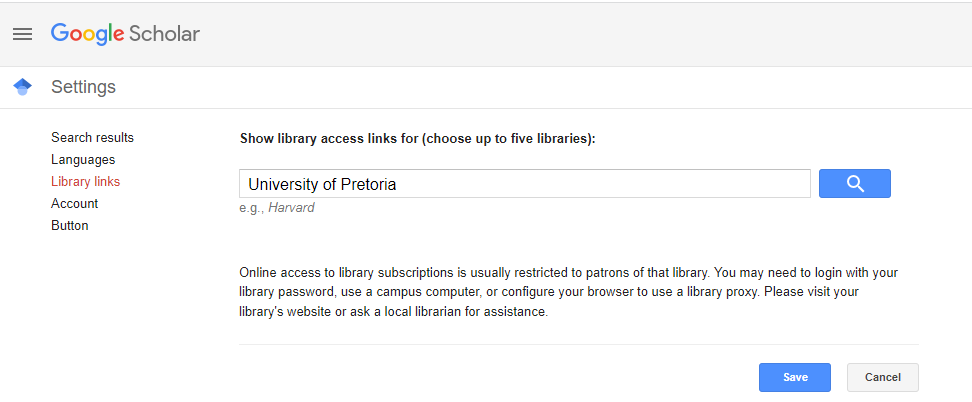 Google Scholar
Settings
Search results
Languages
Library links
Account
Button
Show library access links for (choose up to five libraries):
University of Pretoria
e.g., Harvard
Online access to library subscriptions is usually restricted to patrons of that library. You may need to login with your
library password, use a campus computer, or configure your browser to use a library proxy. Please visit your
library's website or ask a local librarian for assistance.
Save
Cancel